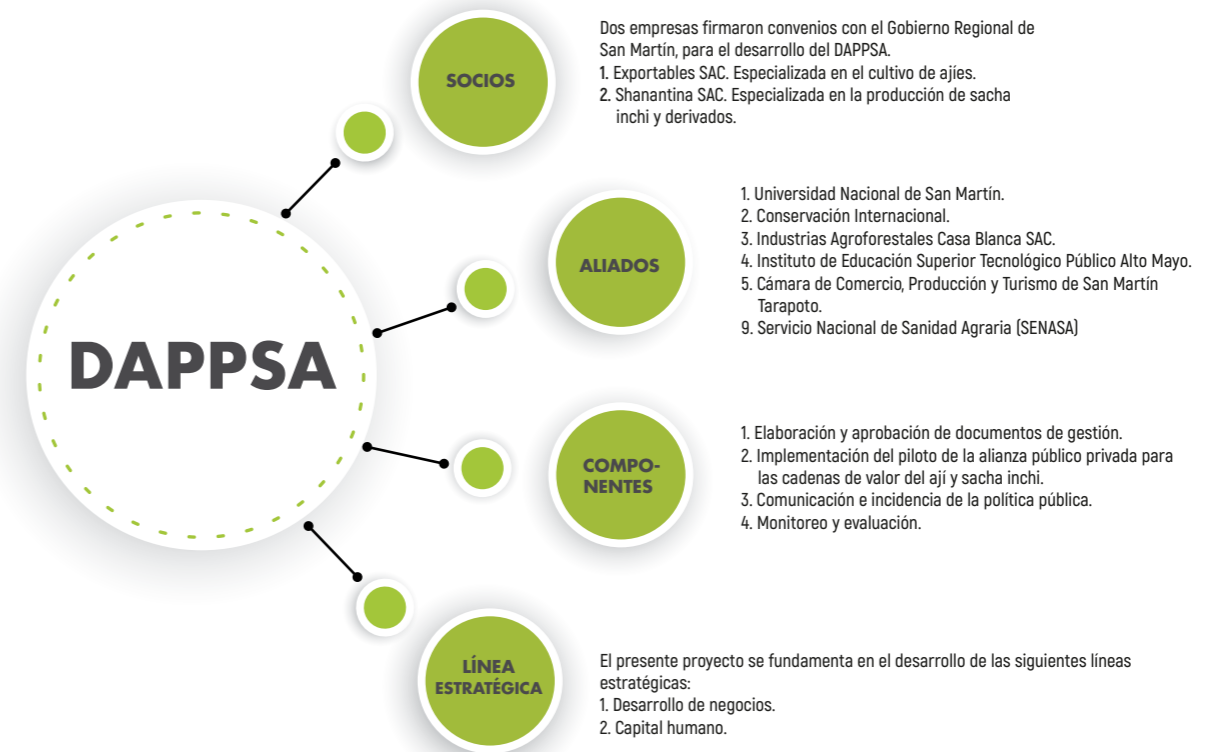 DAPPSA
SOCIOS
Dos empresas firmaron convenios con el Gobierno Regional de
San Martín, para el desarrollo del DAPPSA.
1. Exportables SAC. Especializada en el cultivo de ajíes.
2. Shanantina SAC. Especializada en la producción de sacha
inchi y derivados.
ALIADOS
1. Universidad Nacional de San Martín.
2. Conservación Internacional.
3. Industrias Agroforestales Casa Blanca SAC.
4. Instituto de Educación Superior Tecnológico Público Alto Mayo.
5. Cámara de Comercio, Producción y Turismo de San Martín
Tarapoto.
9. Servicio Nacional de Sanidad Agraria (SENASA)
COMPO-
NENTES
1. Elaboración y aprobación de documentos de gestión.
2. Implementación del piloto de la alianza público privada para
las cadenas de valor del ají y sacha inchi.
3. Comunicación e incidencia de la política pública.
4. Monitoreo y evaluación.
LÍNEA
ESTRATÉGICA
El presente proyecto se fundamenta en el desarrollo de las siguientes líneas
estratégicas:
1. Desarrollo de negocios.
2. Capital humano.